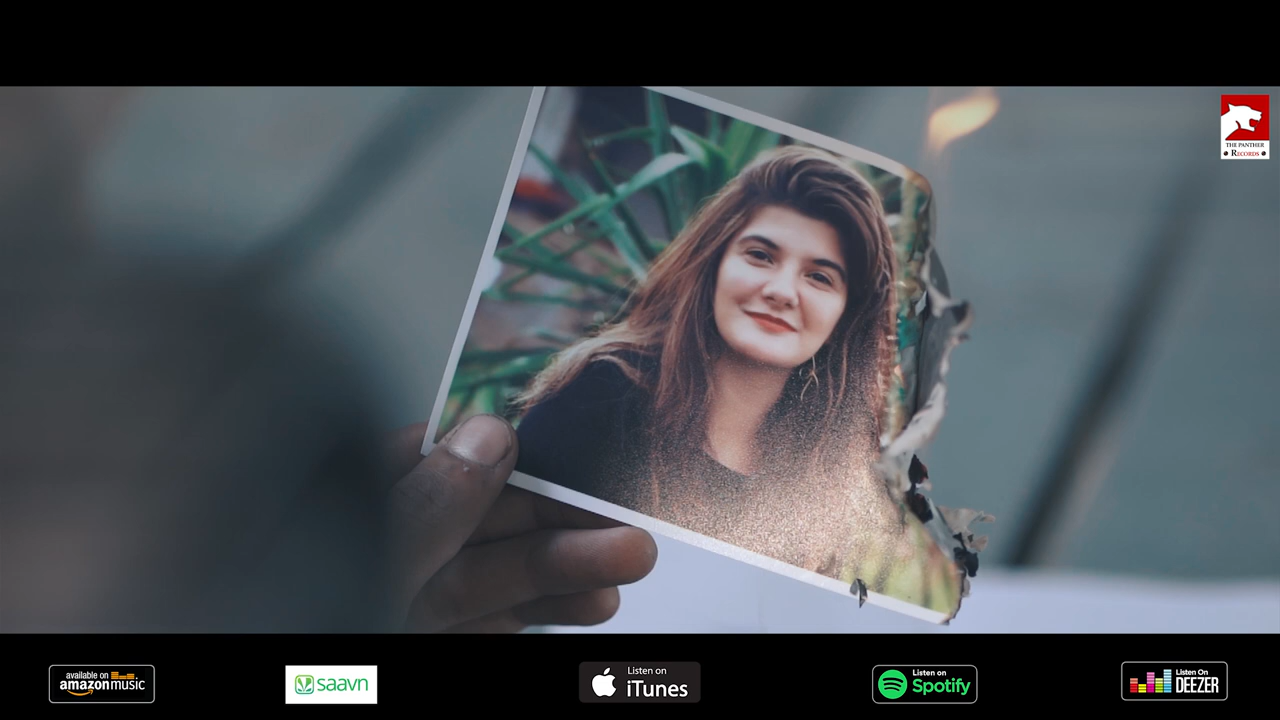 THE PANTHER
RECORDS
available on
amazonmusic
saavn
Listen on
iTunes
Listen on
Spotify
Listen On
DEEZER